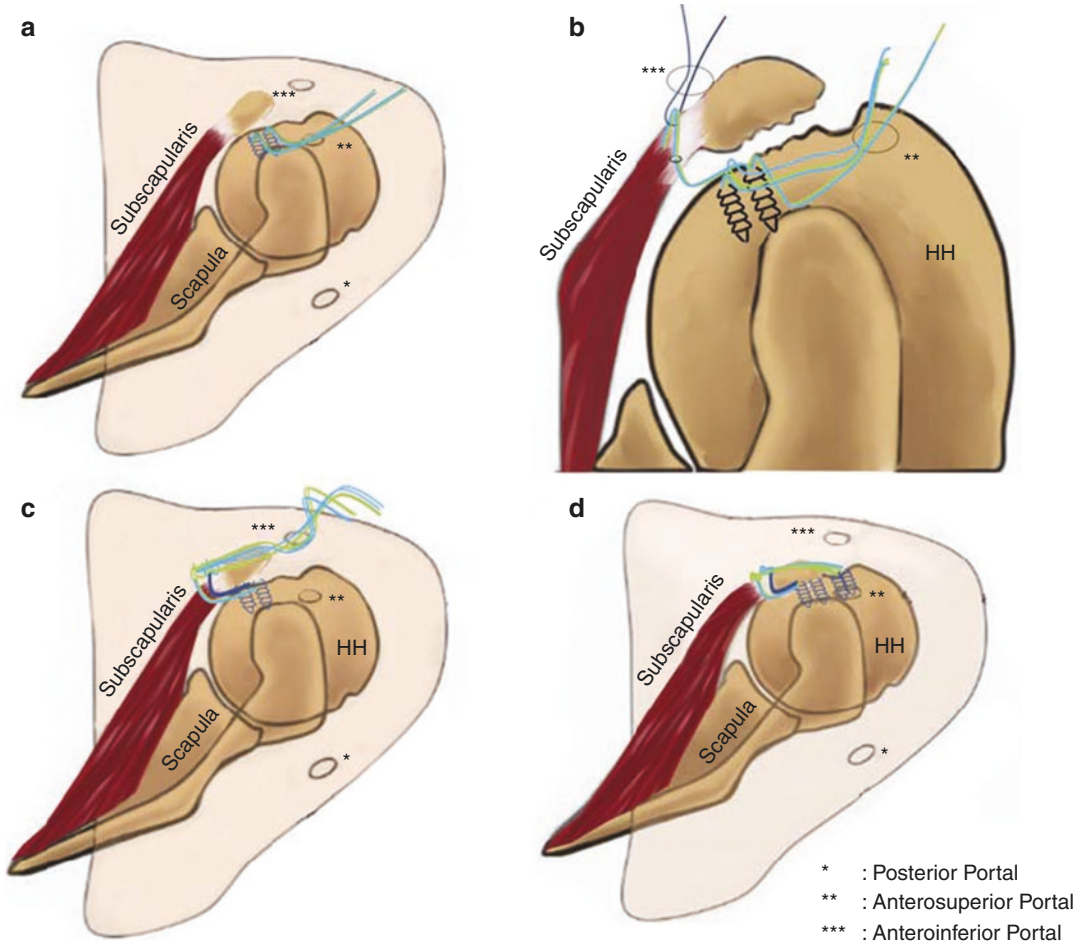 a
***
Subscapularis
**
Scapula
*
b
***
Subscapularis
**
HH
c
***
Subscapularis
**
HH
Scapula
*
d
***
Subscapularis
**
HH
Scapula
*
* : Posterior Portal
** : Anterosuperior Portal
*** : Anteroinferior Portal